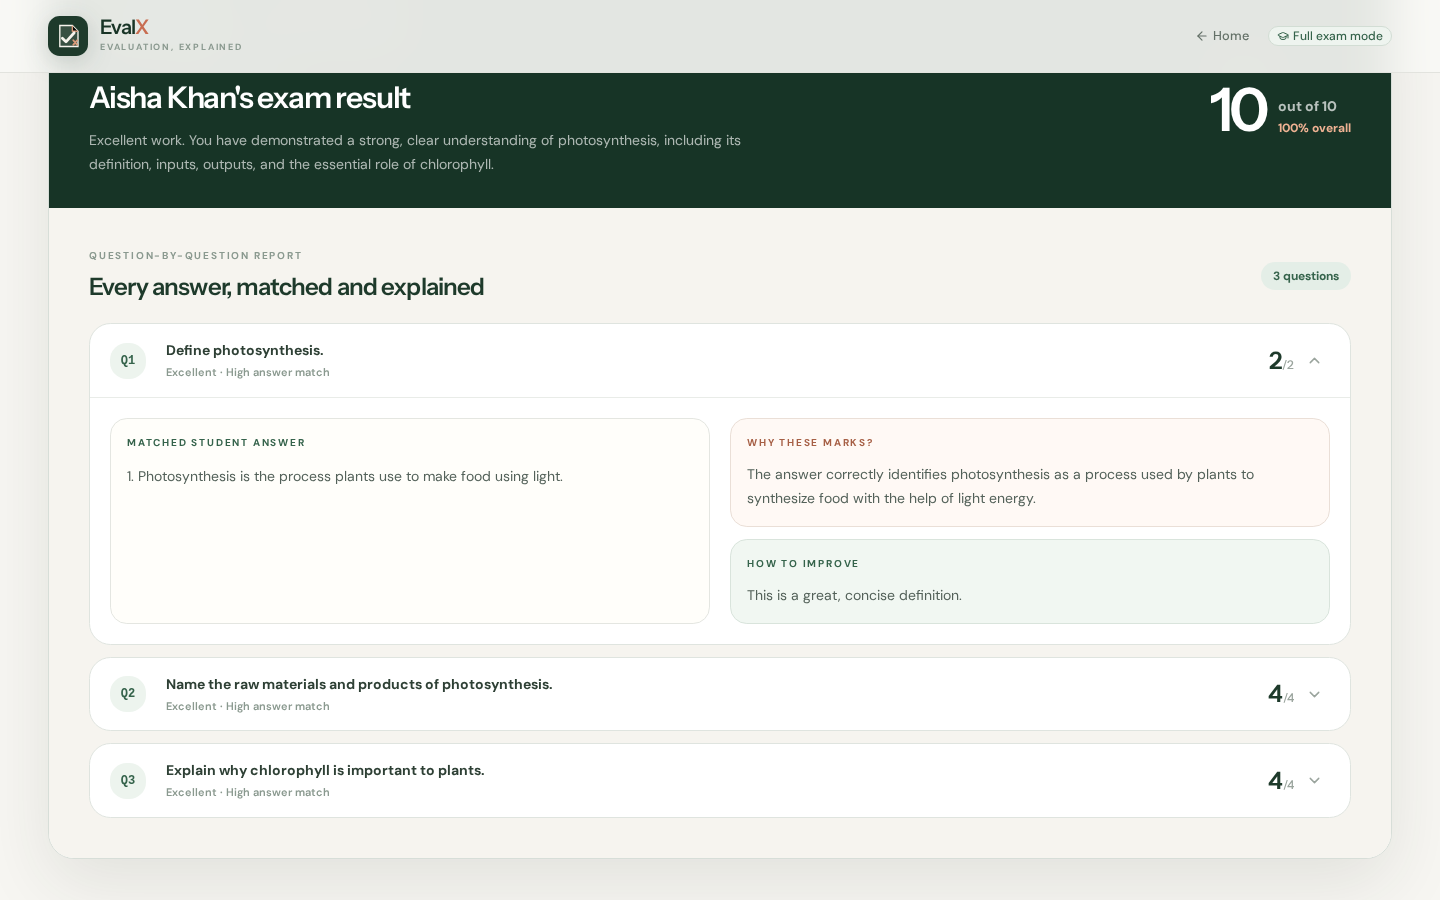 EvalX
EVALUATION, EXPLAINED
Home
Full exam mode
Aisha Khan's exam result
Excellent work. You have demonstrated a strong, clear understanding of photosynthesis, including its
definition, inputs, outputs, and the essential role of chlorophyll.
10
out of 10
100% overall
QUESTION-BY-QUESTION REPORT
Every answer, matched and explained
3 questions
Q1
Define photosynthesis.
Excellent · High answer match
2/2
MATCHED STUDENT ANSWER
1. Photosynthesis is the process plants use to make food using light.
WHY THESE MARKS?
The answer correctly identifies photosynthesis as a process used by plants to
synthesize food with the help of light energy.
HOW TO IMPROVE
This is a great, concise definition.
Q2
Name the raw materials and products of photosynthesis.
Excellent · High answer match
4/4
Q3
Explain why chlorophyll is important to plants.
Excellent · High answer match
4/4